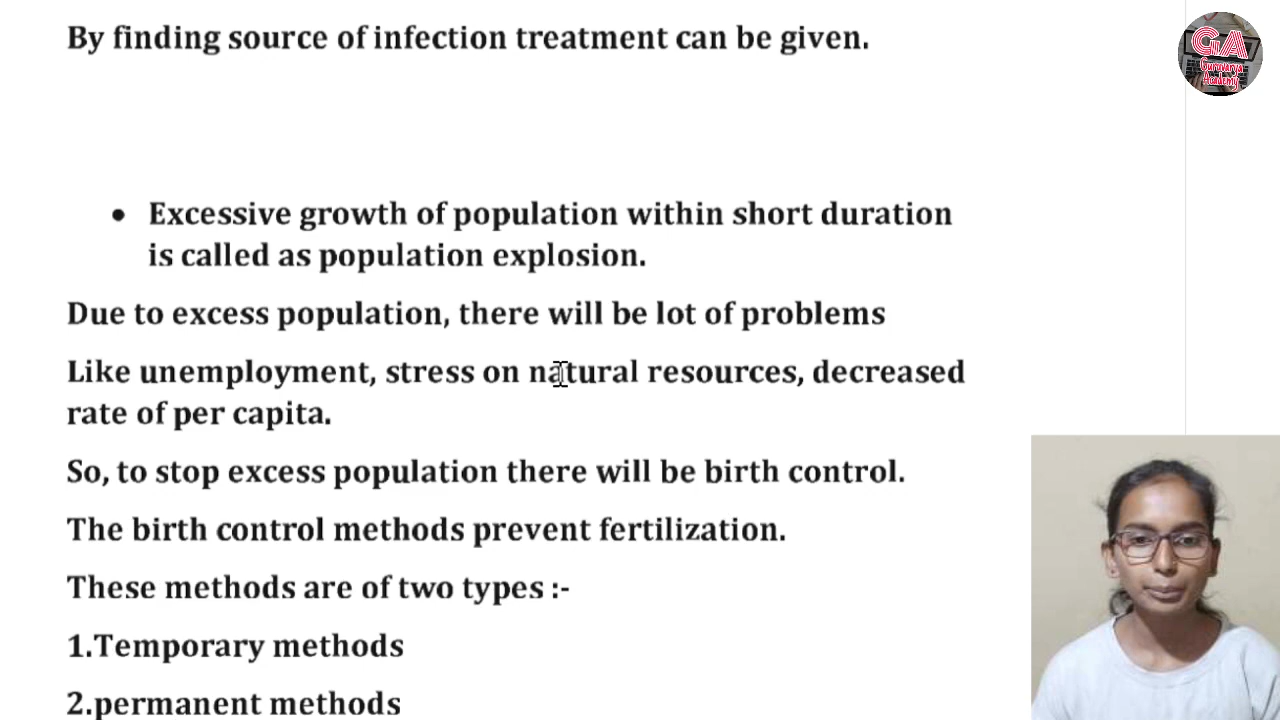 By finding source of infection treatment can be given.
GA
Guruvarya
Academy
• Excessive growth of population within short duration
is called as population explosion.
Due to excess population, there will be lot of problems
Like unemployment, stress on natural resources, decreased
rate of per capita.
So, to stop excess population there will be birth control.
The birth control methods prevent fertilization.
These methods are of two types :-
1.Temporary methods
2.permanent methods